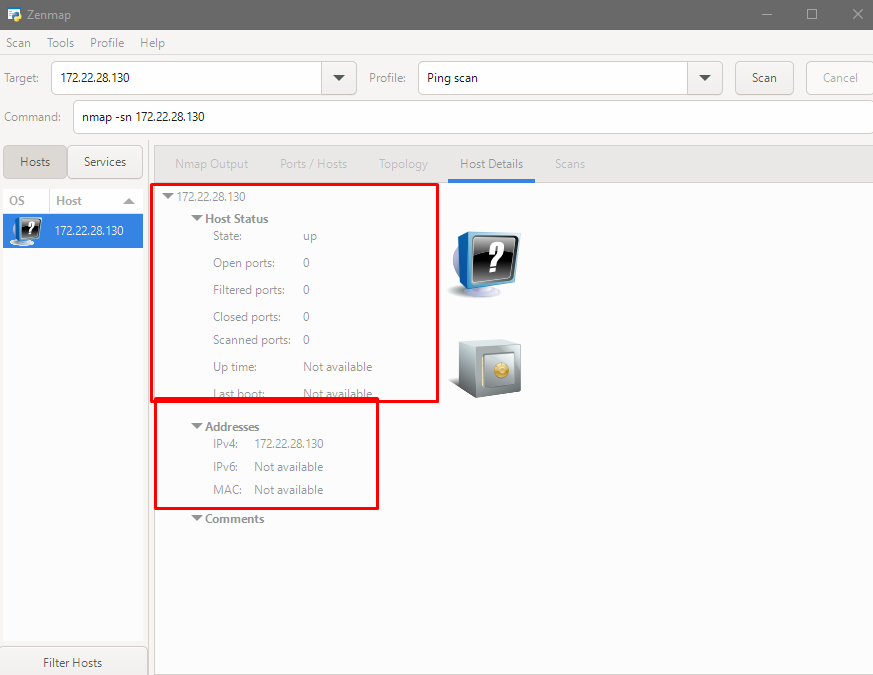 Zenmap
Scan Tools Profile Help
Target: 172.22.28.130 Profile: Ping scan Scan Cancel
Command: nmap -sn 172.22.28.130
Hosts Services Nmap Output Ports / Hosts Topology Host Details Scans
OS Host
172.22.28.130
172.22.28.130
Host Status
State: up
Open ports: 0
Filtered ports: 0
Closed ports: 0
Scanned ports: 0
Up time: Not available
Last boot: Not available
Addresses
IPv4: 172.22.28.130
IPv6: Not available
MAC: Not available
Comments
Filter Hosts